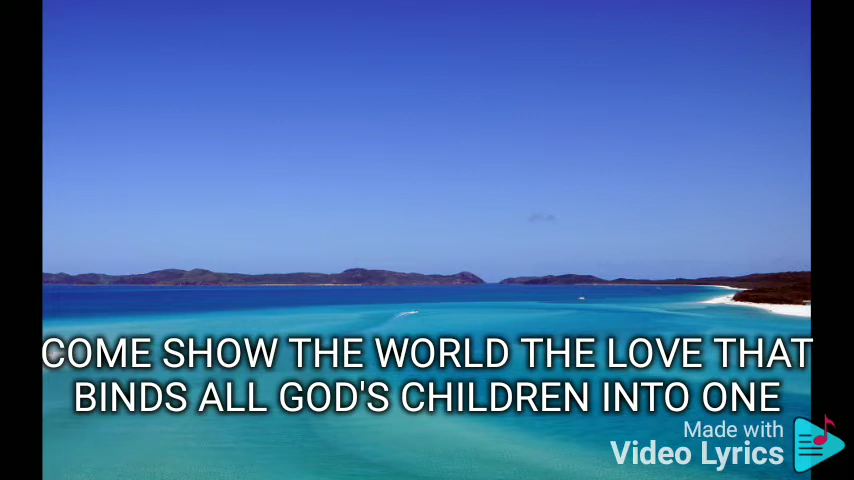 COME SHOW THE WORLD THE LOVE THAT
BINDS ALL GOD'S CHILDREN INTO ONE
Made with
Video Lyrics